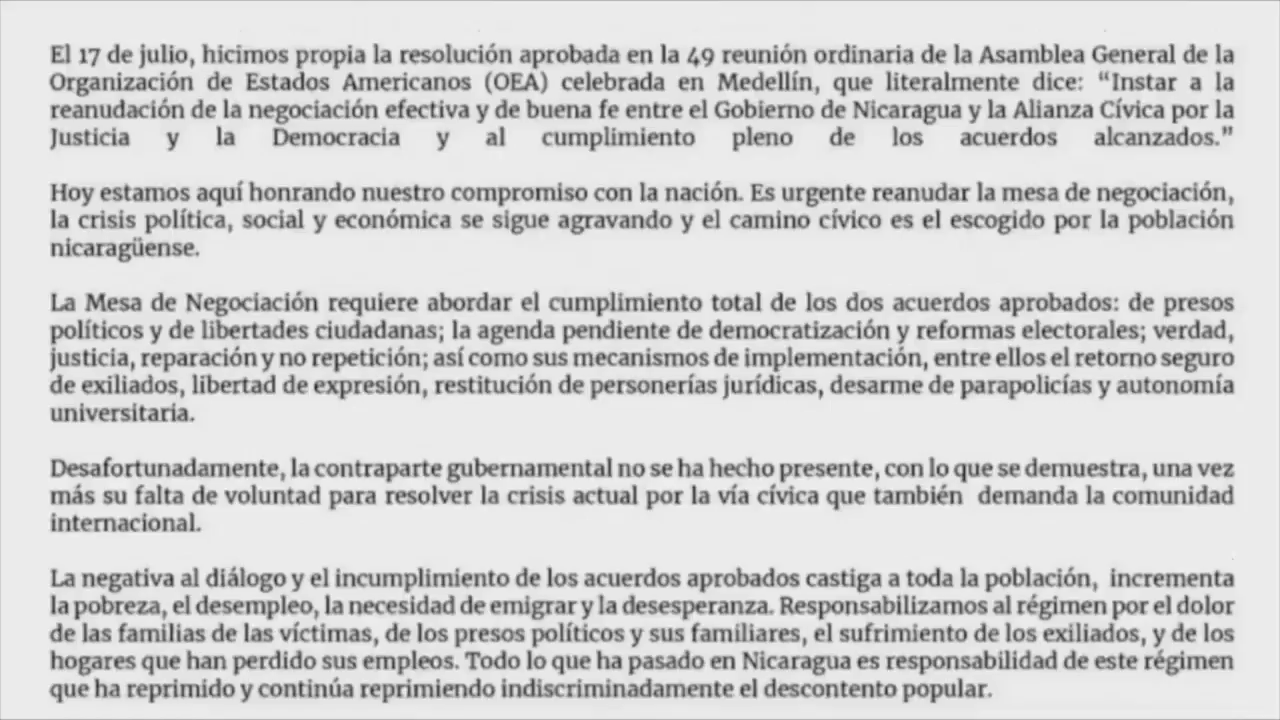 El 17 de julio, hicimos propia la resolución aprobada en la 49 reunión ordinaria de la Asamblea General de la
Organización de Estados Americanos (OEA) celebrada en Medellín, que literalmente dice: “Instar a la
reanudación de la negociación efectiva y de buena fe entre el Gobierno de Nicaragua y la Alianza Cívica por la
Justicia y la Democracia y al cumplimiento pleno de los acuerdos alcanzados.”
Hoy estamos aquí honrando nuestro compromiso con la nación. Es urgente reanudar la mesa de negociación,
la crisis política, social y económica se sigue agravando y el camino cívico es el escogido por la población
nicaragüense.
La Mesa de Negociación requiere abordar el cumplimiento total de los dos acuerdos aprobados: de presos
políticos y de libertades ciudadanas; la agenda pendiente de democratización y reformas electorales; verdad,
justicia, reparación y no repetición; así como sus mecanismos de implementación, entre ellos el retorno seguro
de exiliados, libertad de expresión, restitución de personerías jurídicas, desarme de parapolicías y autonomía
universitaria.
Desafortunadamente, la contraparte gubernamental no se ha hecho presente, con lo que se demuestra, una vez
más su falta de voluntad para resolver la crisis actual por la vía cívica que también demanda la comunidad
internacional.
La negativa al diálogo y el incumplimiento de los acuerdos aprobados castiga a toda la población, incrementa
la pobreza, el desempleo, la necesidad de emigrar y la desesperanza. Responsabilizamos al régimen por el dolor
de las familias de las víctimas, de los presos políticos y sus familiares, el sufrimiento de los exiliados, y de los
hogares que han perdido sus empleos. Todo lo que ha pasado en Nicaragua es responsabilidad de este régimen
que ha reprimido y continúa reprimiendo indiscriminadamente el descontento popular.